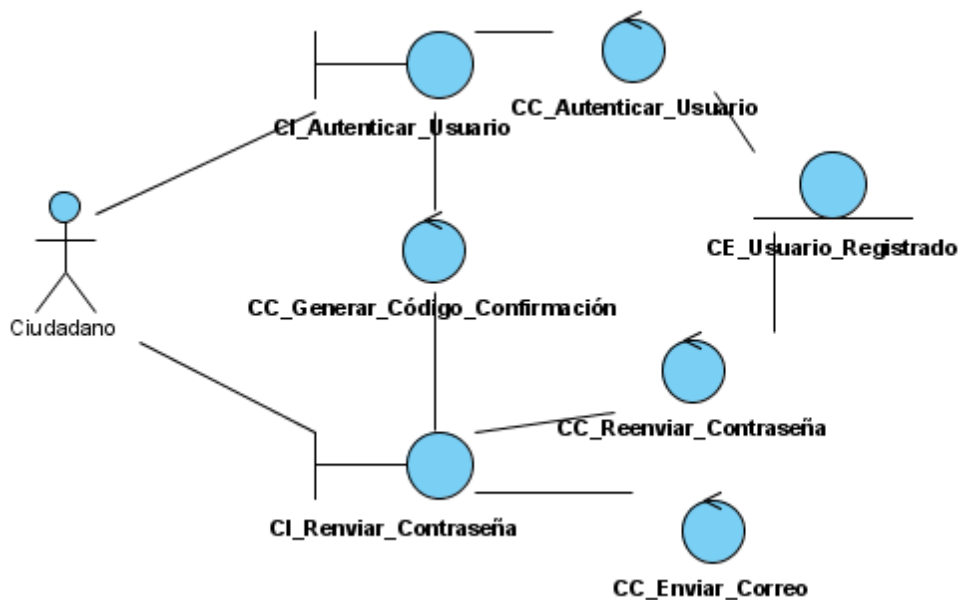 CI_Autenticar_Usuario
CC_Autenticar_Usuario
CE_Usuario_Registrado
CC_Generar_Código_Confirmación
Ciudadano
CC_Reenviar_Contraseña
CI_Renviar_Contraseña
CC_Enviar_Correo